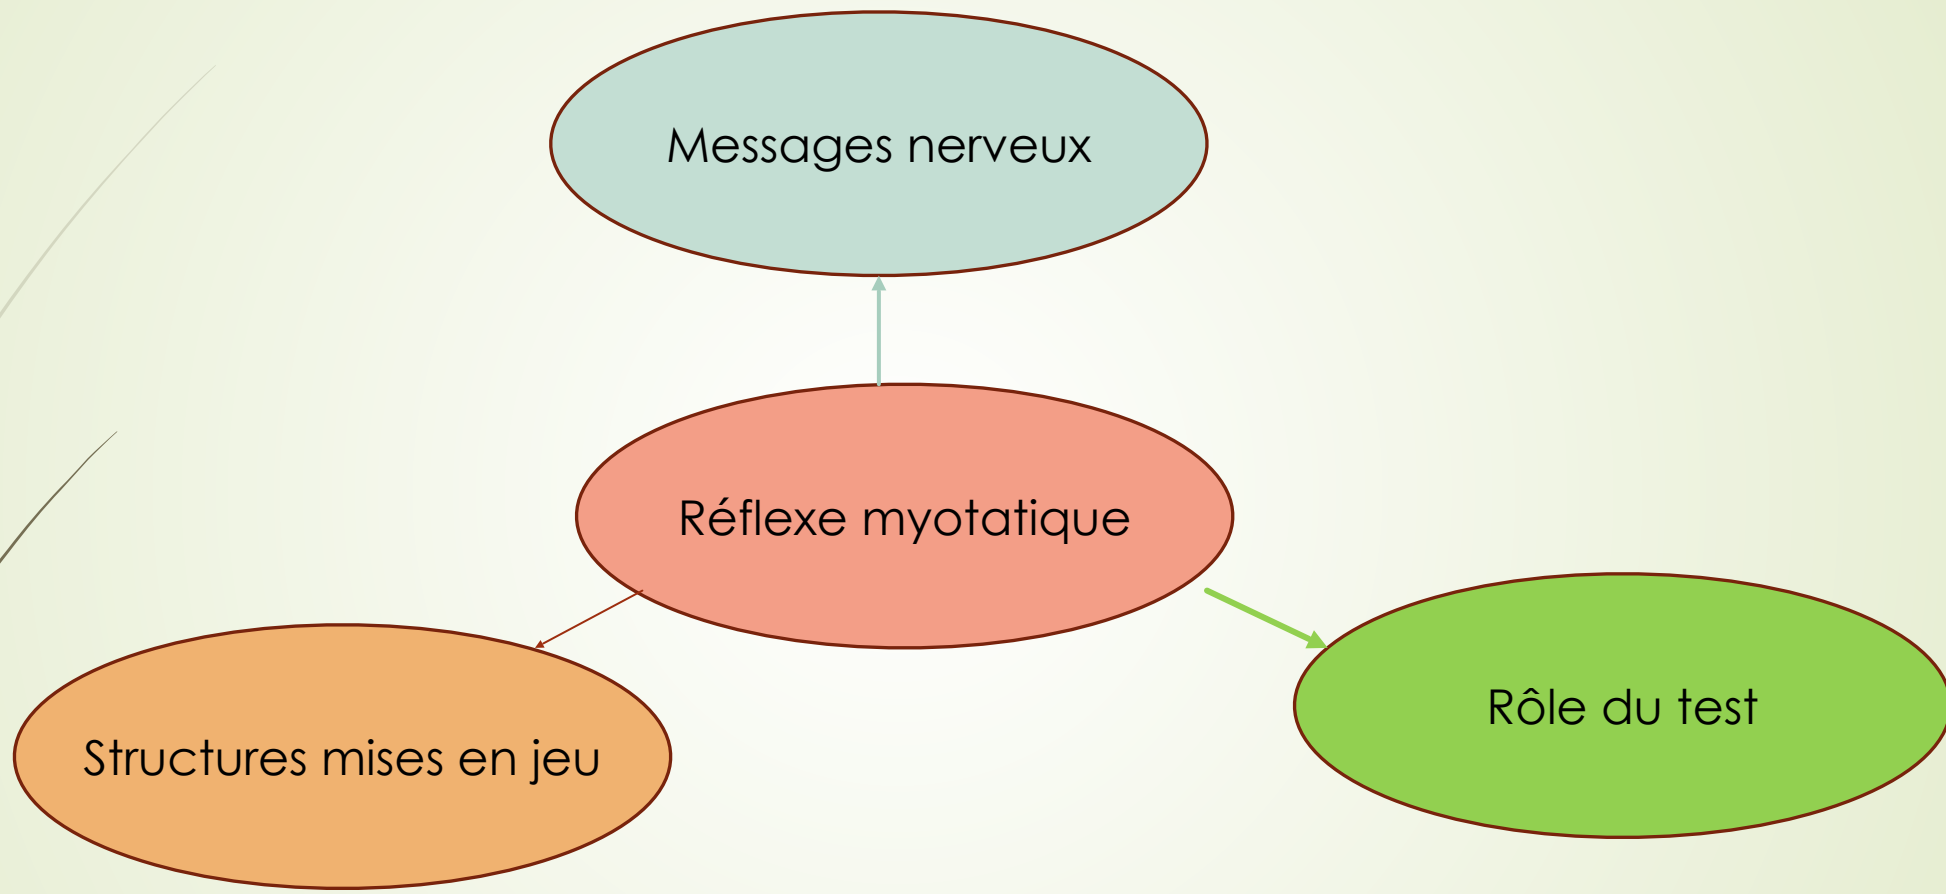 Messages nerveux
Réflexe myotatique
Rôle du test
Structures mises en jeu